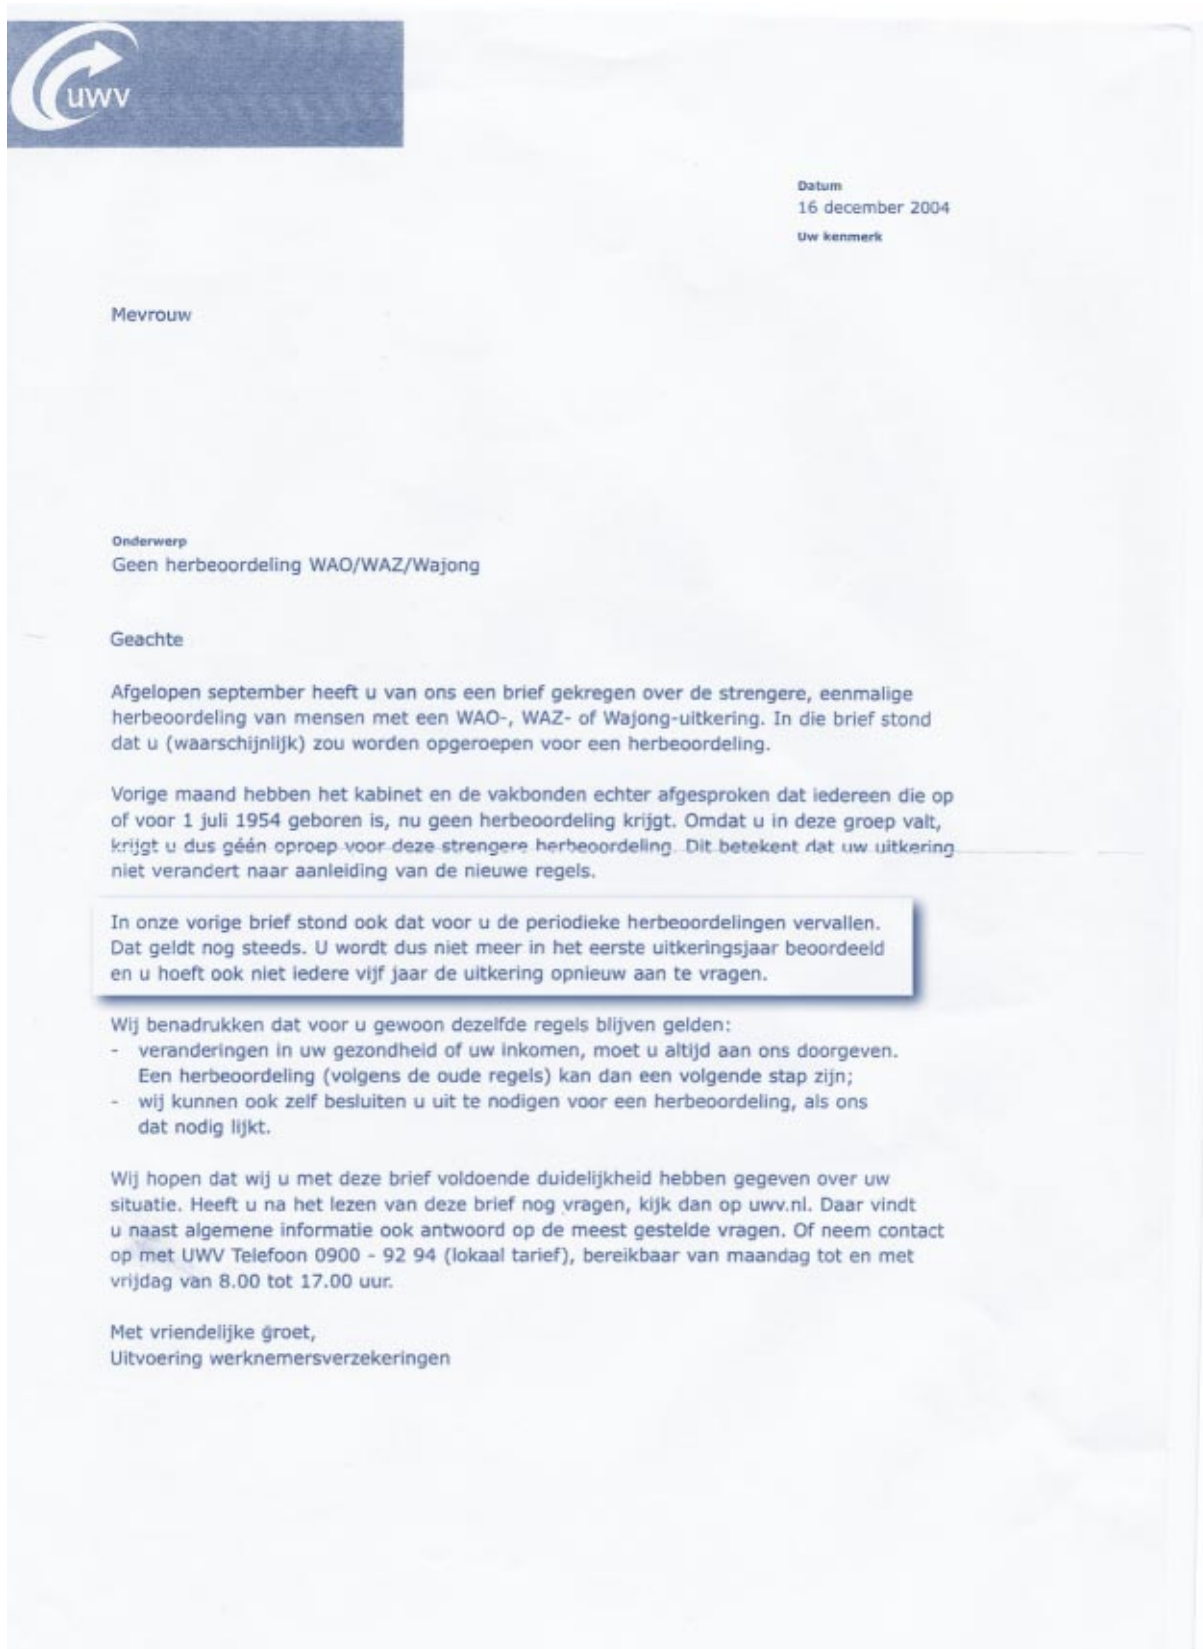 uwv
Datum
16 december 2004
Uw kenmerk
Mevrouw
Onderwerp
Geen herbeoordeling WAO/WAZ/Wajong
Geachte
Afgelopen september heeft u van ons een brief gekregen over de strengere, eenmalige
herbeoordeling van mensen met een WAO-, WAZ- of Wajong-uitkering. In die brief stond
dat u (waarschijnlijk) zou worden opgeroepen voor een herbeoordeling.
Vorige maand hebben het kabinet en de vakbonden echter afgesproken dat iedereen die op
of voor 1 juli 1954 geboren is, nu geen herbeoordeling krijgt. Omdat u in deze groep valt,
krijgt u dus géén oproep voor deze strengere herbeoordeling. Dit betekent dat uw uitkering
niet verandert naar aanleiding van de nieuwe regels.
In onze vorige brief stond ook dat voor u de periodieke herbeoordelingen vervallen.
Dat geldt nog steeds. U wordt dus niet meer in het eerste uitkeringsjaar beoordeeld
en u hoeft ook niet iedere vijf jaar de uitkering opnieuw aan te vragen.
Wij benadrukken dat voor u gewoon dezelfde regels blijven gelden:
- veranderingen in uw gezondheid of uw inkomen, moet u altijd aan ons doorgeven.
Een herbeoordeling (volgens de oude regels) kan dan een volgende stap zijn;
- wij kunnen ook zelf besluiten u uit te nodigen voor een herbeoordeling, als ons
dat nodig lijkt.
Wij hopen dat wij u met deze brief voldoende duidelijkheid hebben gegeven over uw
situatie. Heeft u na het lezen van deze brief nog vragen, kijk dan op uwv.nl. Daar vindt
u naast algemene informatie ook antwoord op de meest gestelde vragen. Of neem contact
op met UWV Telefoon 0900 - 92 94 (lokaal tarief), bereikbaar van maandag tot en met
vrijdag van 8.00 tot 17.00 uur.
Met vriendelijke groet,
Uitvoering werknemersverzekeringen